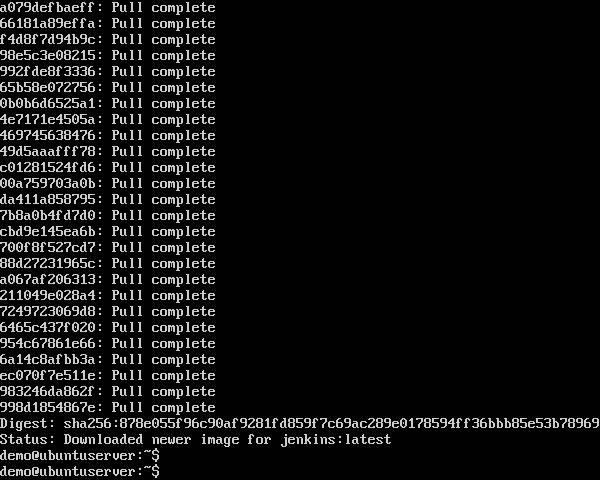 a079defbaeff: Pull complete
66181a89effa: Pull complete
f4d8f7d94b9c: Pull complete
98e5c3e08215: Pull complete
992fde8f3336: Pull complete
65b58e072756: Pull complete
0b0b6d6525a1: Pull complete
4e7171e4505a: Pull complete
469745638476: Pull complete
49d5aaafff78: Pull complete
c01281524fd6: Pull complete
00a759703a0b: Pull complete
da411a858795: Pull complete
7b8a0b4fd7d0: Pull complete
cbd9e145ea6b: Pull complete
700f8f527cd7: Pull complete
88d27231965c: Pull complete
a067af206313: Pull complete
211049e028a4: Pull complete
7249723069d8: Pull complete
6465c437f020: Pull complete
954c67861e66: Pull complete
6a14c8afbb3a: Pull complete
ec070f7e511e: Pull complete
983246da862f: Pull complete
998d1854867e: Pull complete
Digest: sha256:878e055f96c90af9281fd859f7c69ac289e0178594ff36bbb85e53b78969
Status: Downloaded newer image for jenkins:latest
demo@ubuntuserver:~$
demo@ubuntuserver:~$